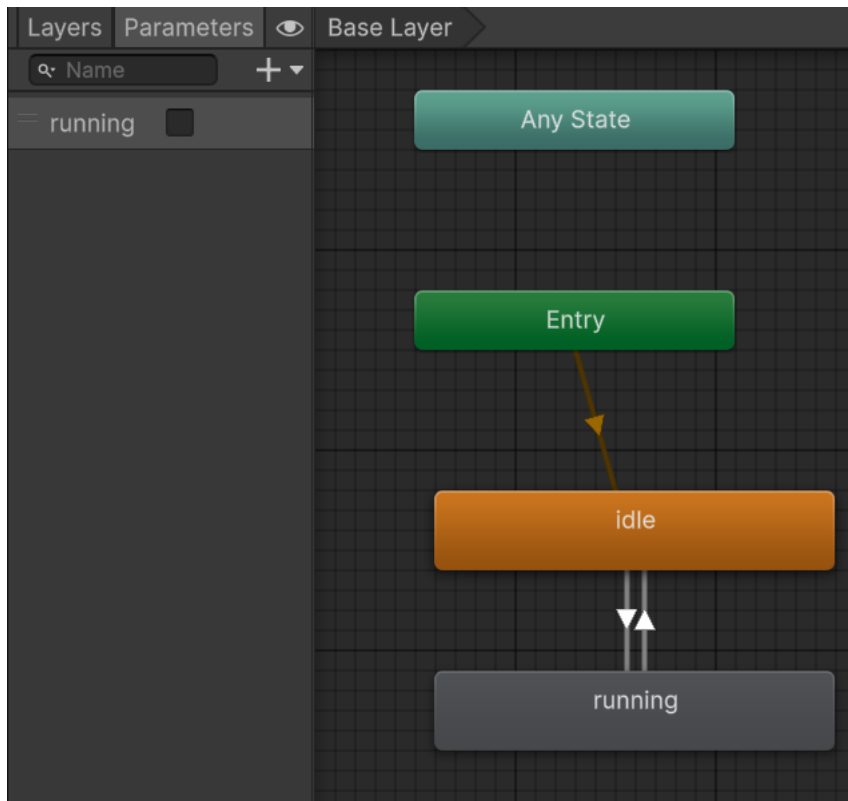 Layers Parameters Base Layer
Name
running
Any State
Entry
idle
running